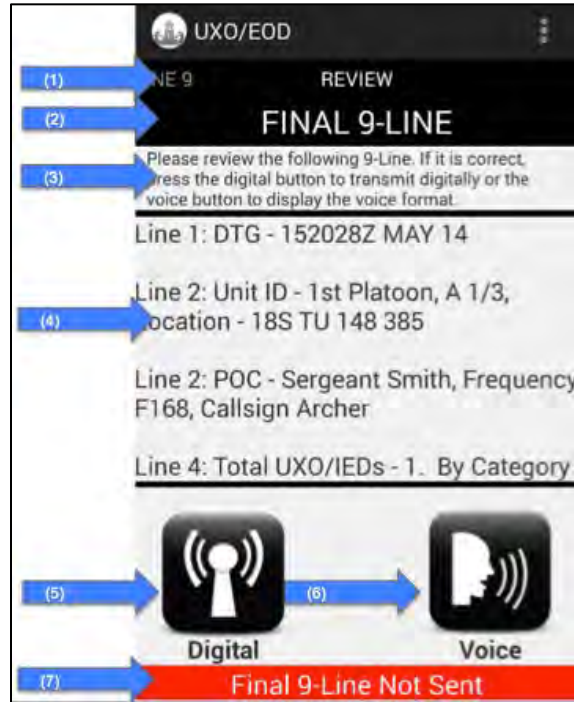 UXO/EOD
(1) NE 9 REVIEW
(2) FINAL 9-LINE
Please review the following 9-Line. If it is correct,
(3) press the digital button to transmit digitally or the
voice button to display the voice format.
Line 1: DTG - 152028Z MAY 14
Line 2: Unit ID - 1st Platoon, A 1/3,
(4) Location - 18S TU 148 385
Line 2: POC - Sergeant Smith, Frequency
F168, Callsign Archer
Line 4: Total UXO/IEDs - 1. By Category
(5) (6)
Digital Voice
(7) Final 9-Line Not Sent